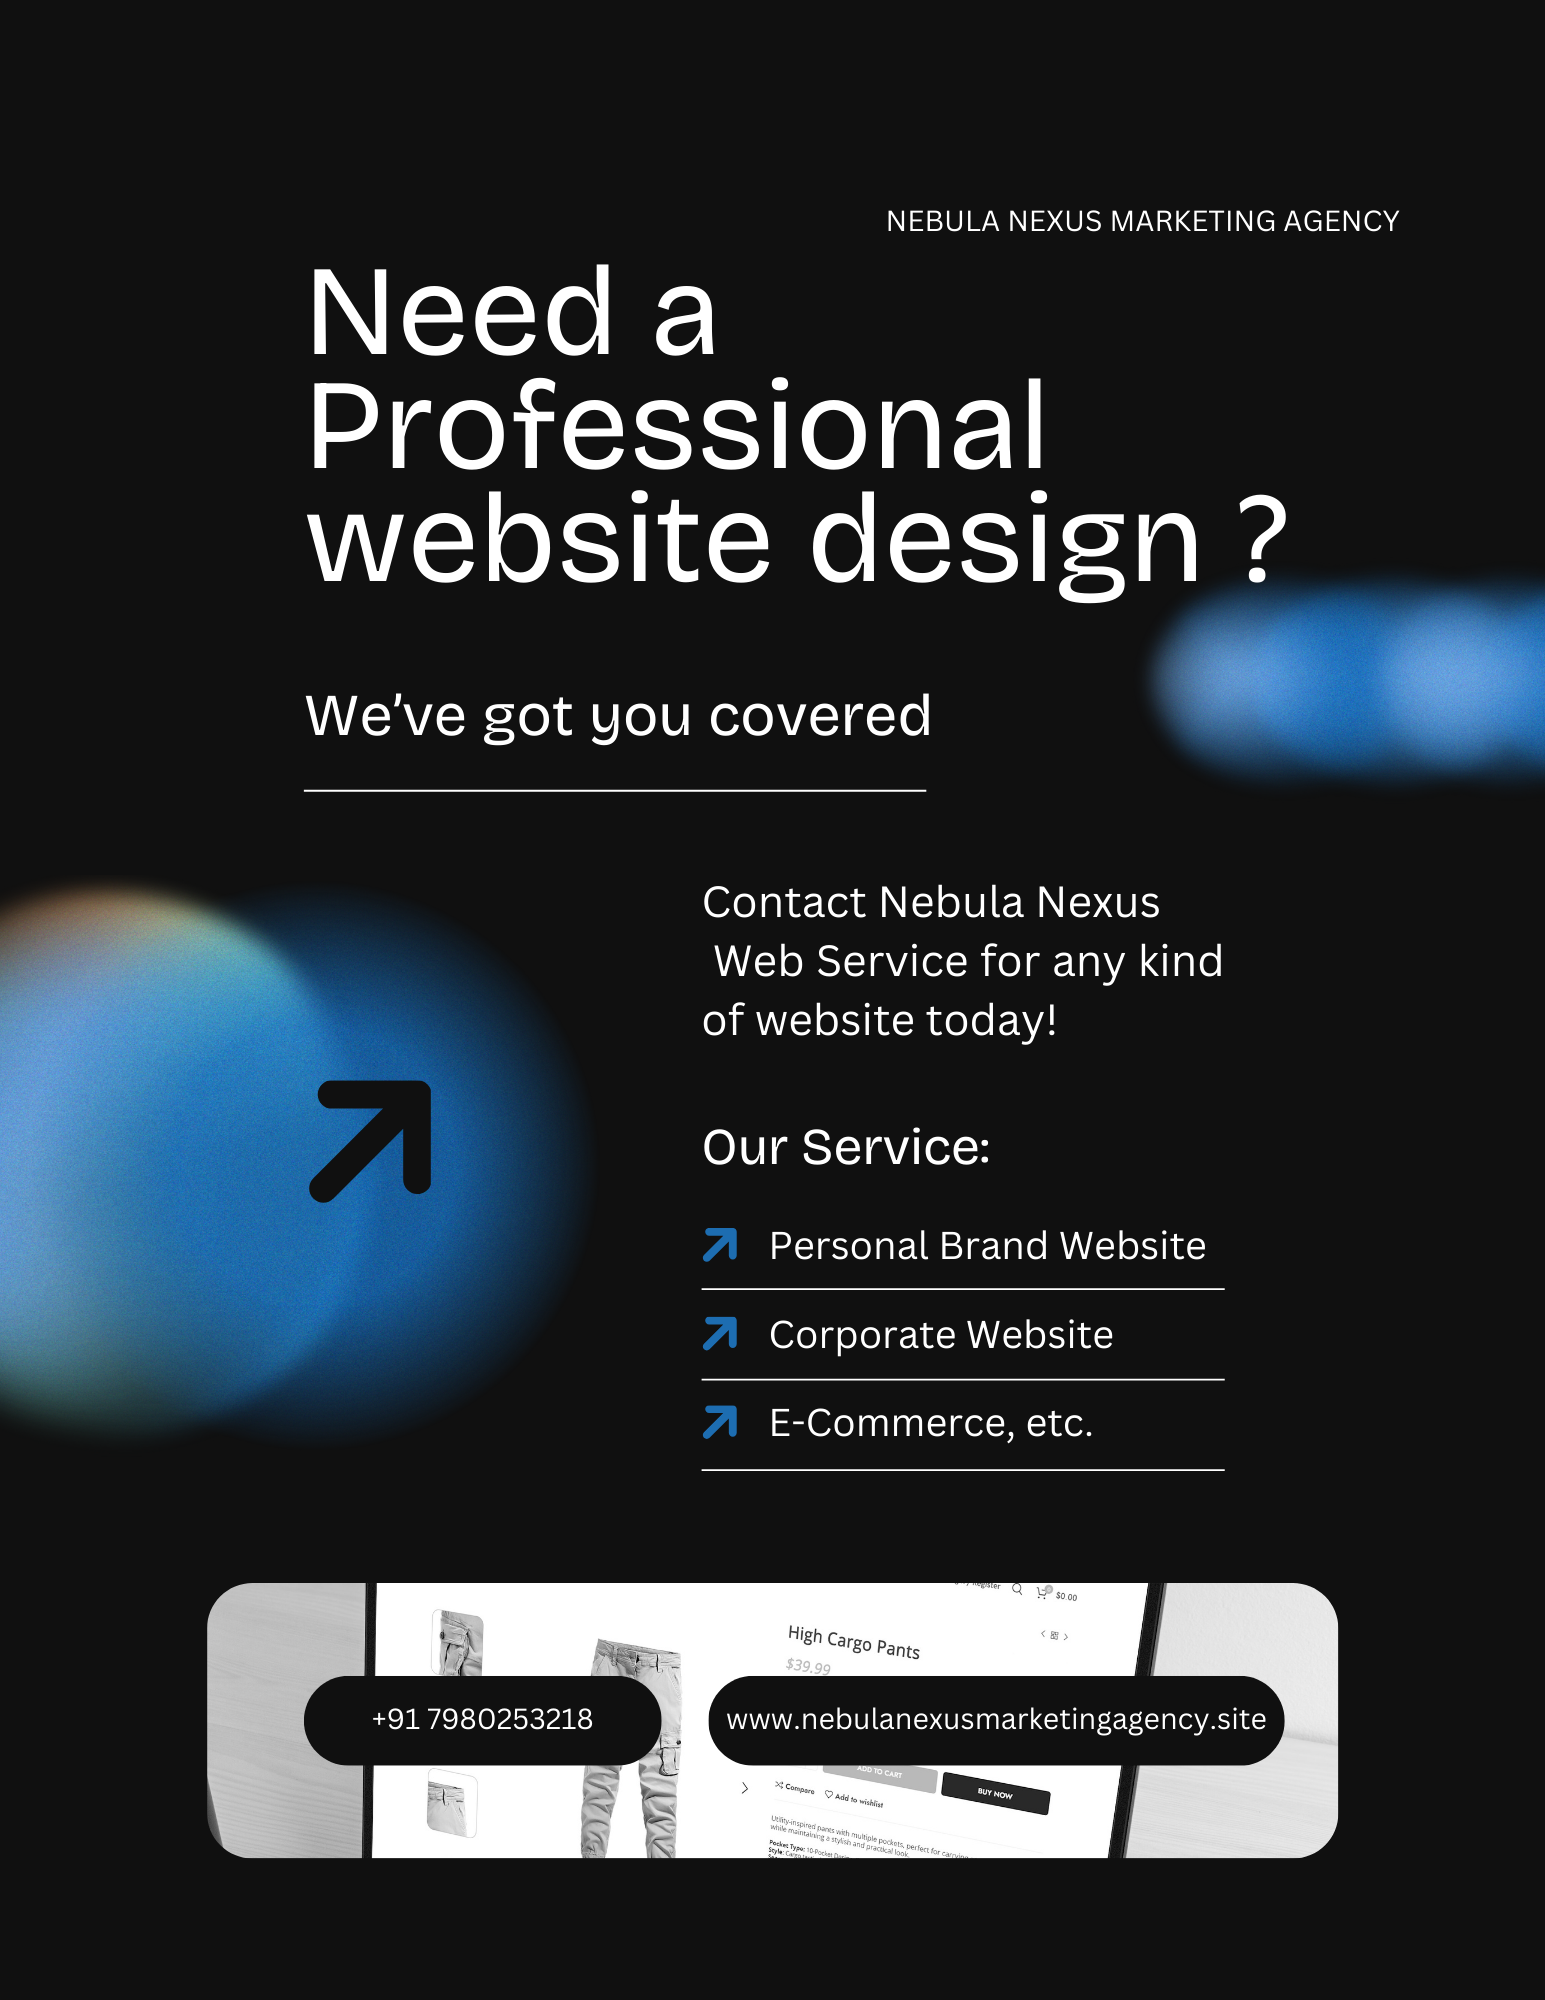 NEBULA NEXUS MARKETING AGENCY
Need a
Professional
website design ?
We've got you covered
Contact Nebula Nexus
Web Service for any kind
of website today!
Our Service:
Personal Brand Website
Corporate Website
E-Commerce, etc.
Register
$0.00
High Cargo Pants
$39.99
+91 7980253218
www.nebulanexusmarketingagency.site
ADD TO CART
BUY NOW
Compare
Add to wishlist
Utility-inspired pants with multiple pockets, perfect for carrying
while maintaining a stylish and practical look.
Pocket Type: 10-Pocket
Style: Cargo